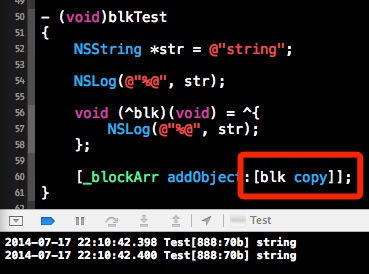 49
50 - (void)blkTest
51 {
52 NSString *str = @"string";
53
54 NSLog(@"%@", str);
55
56 void (^blk)(void) = ^{
57 NSLog(@"%@", str);
58 };
59
60 [_blockArr addObject:[blk copy]];
61 }
62
Test
2014-07-17 22:10:42.398 Test[888:70b] string
2014-07-17 22:10:42.400 Test[888:70b] string